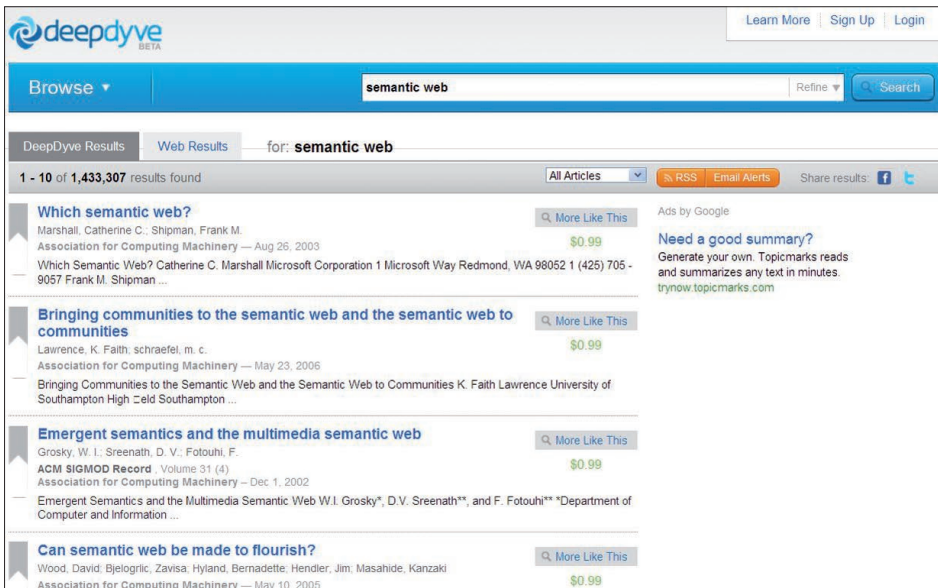 deepdyve
BETA
Learn More Sign Up Login
Browse
semantic web
Refine
Search
DeepDyve Results Web Results for: semantic web
1 - 10 of 1,433,307 results found
All Articles
RSS Email Alerts
Share results:
Which semantic web?
More Like This
Marshall, Catherine C.; Shipman, Frank M.
$0.99
Association for Computing Machinery — Aug 26, 2003
Which Semantic Web? Catherine C. Marshall Microsoft Corporation 1 Microsoft Way Redmond, WA 98052 1 (425) 705 -
9057 Frank M. Shipman ...
Ads by Google
Need a good summary?
Generate your own. Topicmarks reads
and summarizes any text in minutes.
trynow.topicmarks.com
Bringing communities to the semantic web and the semantic web to
communities
More Like This
Lawrence, K. Faith; schraefel, m. c.
$0.99
Association for Computing Machinery — May 23, 2006
Bringing Communities to the Semantic Web and the Semantic Web to Communities K. Faith Lawrence University of
Southampton High □eld Southampton ...
Emergent semantics and the multimedia semantic web
More Like This
Grosky, W. I.; Sreenath, D. V.; Fotouhi, F.
$0.99
ACM SIGMOD Record , Volume 31 (4)
Association for Computing Machinery – Dec 1, 2002
Emergent Semantics and the Multimedia Semantic Web W.I. Grosky*, D.V. Sreenath**, and F. Fotouhi** *Department of
Computer and Information ...
Can semantic web be made to flourish?
More Like This
Wood, David; Bjelogrlic, Zavisa; Hyland, Bernadette; Hendler, Jim; Masahide, Kanzaki
$0.99
Association for Computing Machinery — May 10, 2005